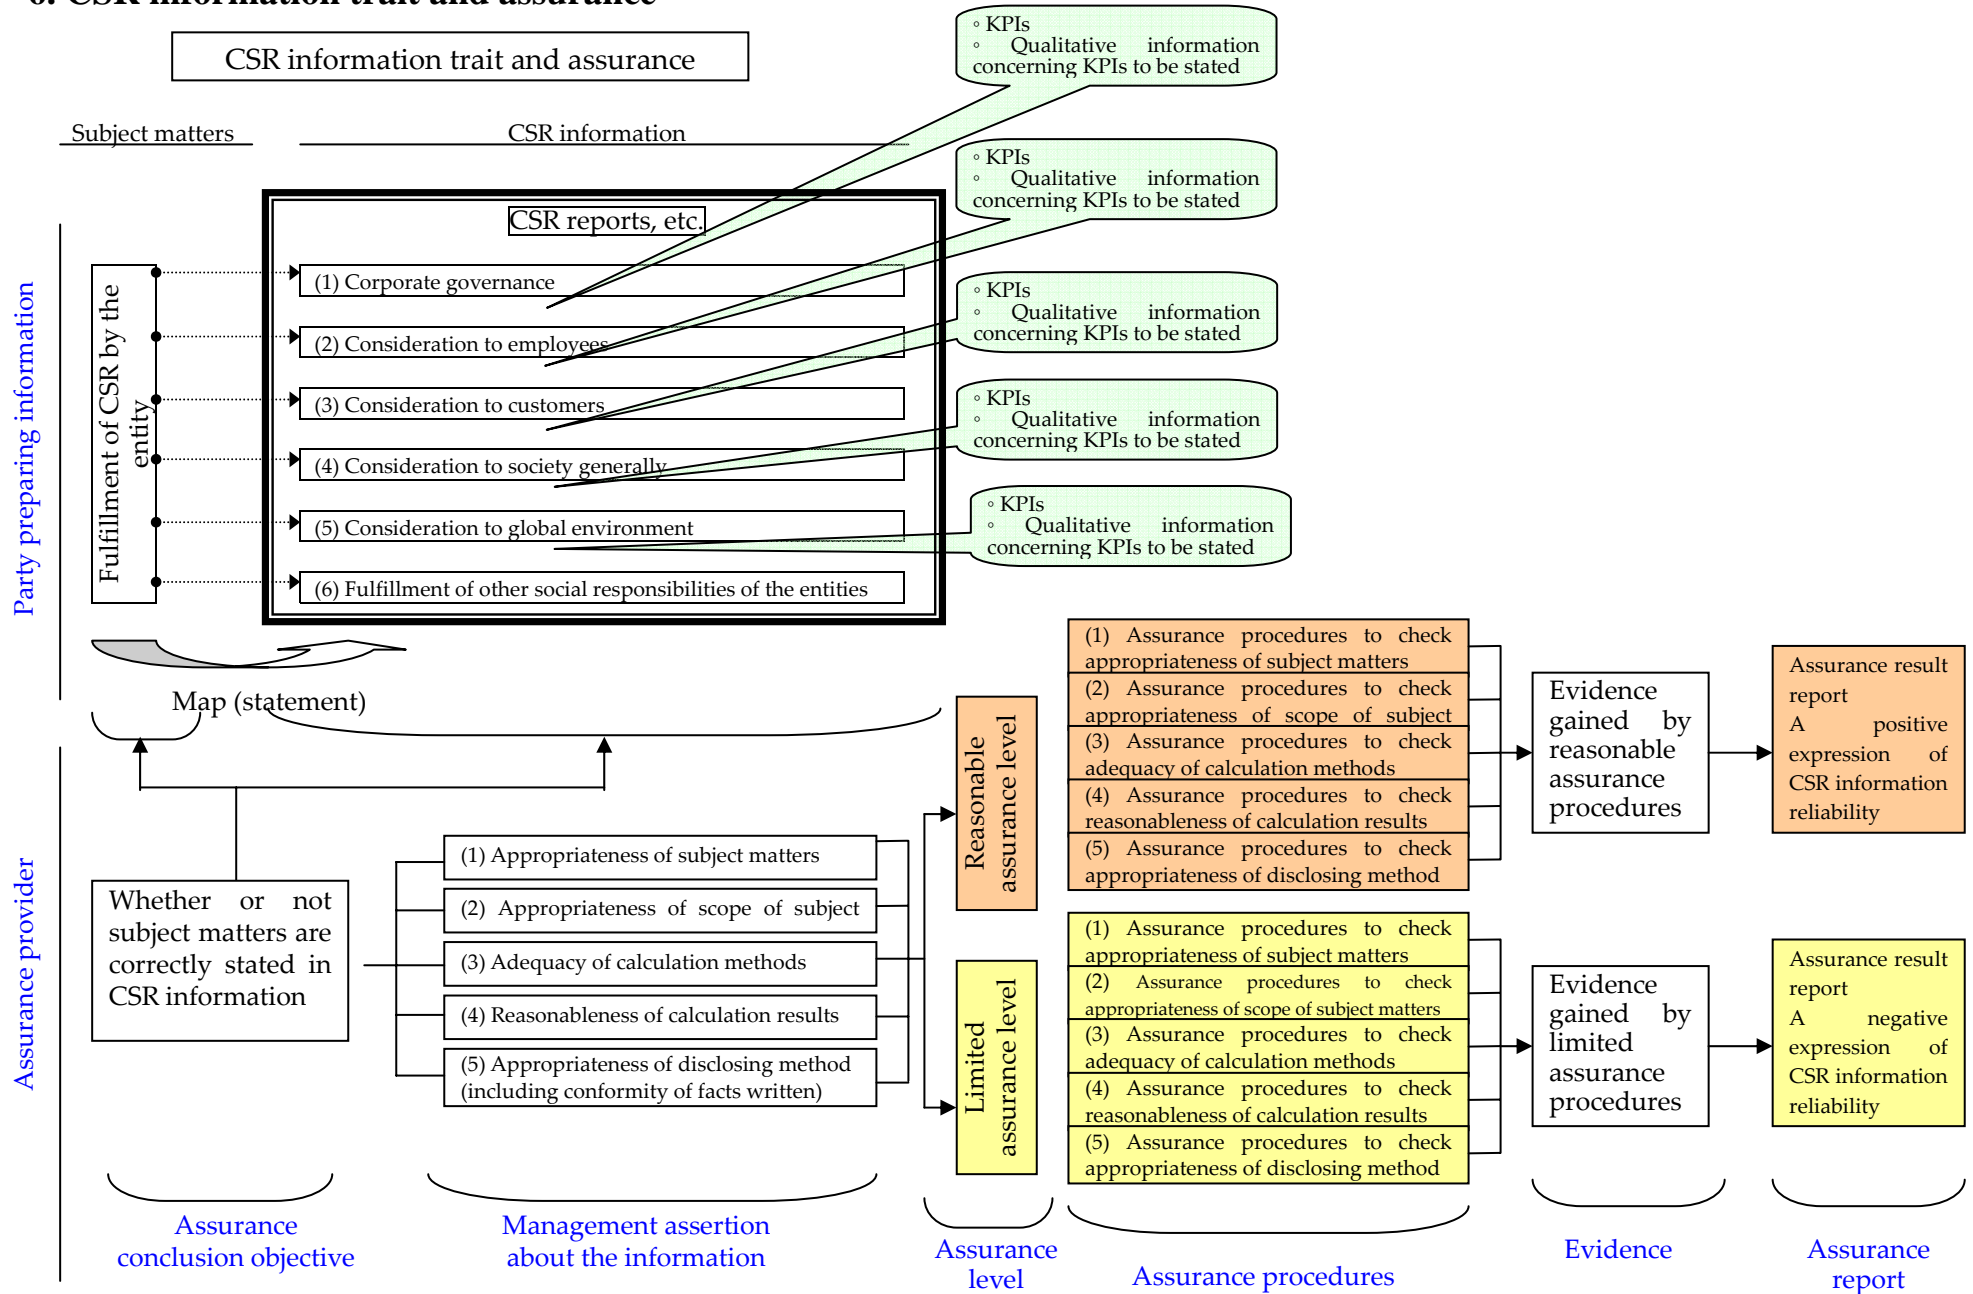 6. CSR information trait and assurance
CSR information trait and assurance
Subject matters
CSR information
CSR reports, etc.
Party preparing information
Fulfillment of CSR by the
entity
(1) Corporate governance
(2) Consideration to employees
(3) Consideration to customers
(4) Consideration to society generally
(5) Consideration to global environment
(6) Fulfillment of other social responsibilities of the entities
◦ KPIs
◦ Qualitative information
concerning KPIs to be stated
◦ KPIs
◦ Qualitative information
concerning KPIs to be stated
◦ KPIs
◦ Qualitative information
concerning KPIs to be stated
◦ KPIs
◦ Qualitative information
concerning KPIs to be stated
◦ KPIs
◦ Qualitative information
concerning KPIs to be stated
Map (statement)
Assurance provider
Whether or not
subject matters are
correctly stated in
CSR information
(1) Appropriateness of subject matters
(2) Appropriateness of scope of subject
(3) Adequacy of calculation methods
(4) Reasonableness of calculation results
(5) Appropriateness of disclosing method
(including conformity of facts written)
Reasonable
assurance level
Limited
assurance level
(1) Assurance procedures to check
appropriateness of subject matters
(2) Assurance procedures to check
appropriateness of scope of subject
(3) Assurance procedures to check
adequacy of calculation methods
(4) Assurance procedures to check
reasonableness of calculation results
(5) Assurance procedures to check
appropriateness of disclosing method
(1) Assurance procedures to check
appropriateness of subject matters
(2) Assurance procedures to check
appropriateness of scope of subject matters
(3) Assurance procedures to check
adequacy of calculation methods
(4) Assurance procedures to check
reasonableness of calculation results
(5) Assurance procedures to check
appropriateness of disclosing method
Evidence
gained by
reasonable
assurance
procedures
Evidence
gained by
limited
assurance
procedures
Assurance result
report
A positive
expression of
CSR information
reliability
Assurance result
report
A negative
expression of
CSR information
reliability
Assurance
conclusion objective
Management assertion
about the information
Assurance
level
Assurance procedures
Evidence
Assurance
report